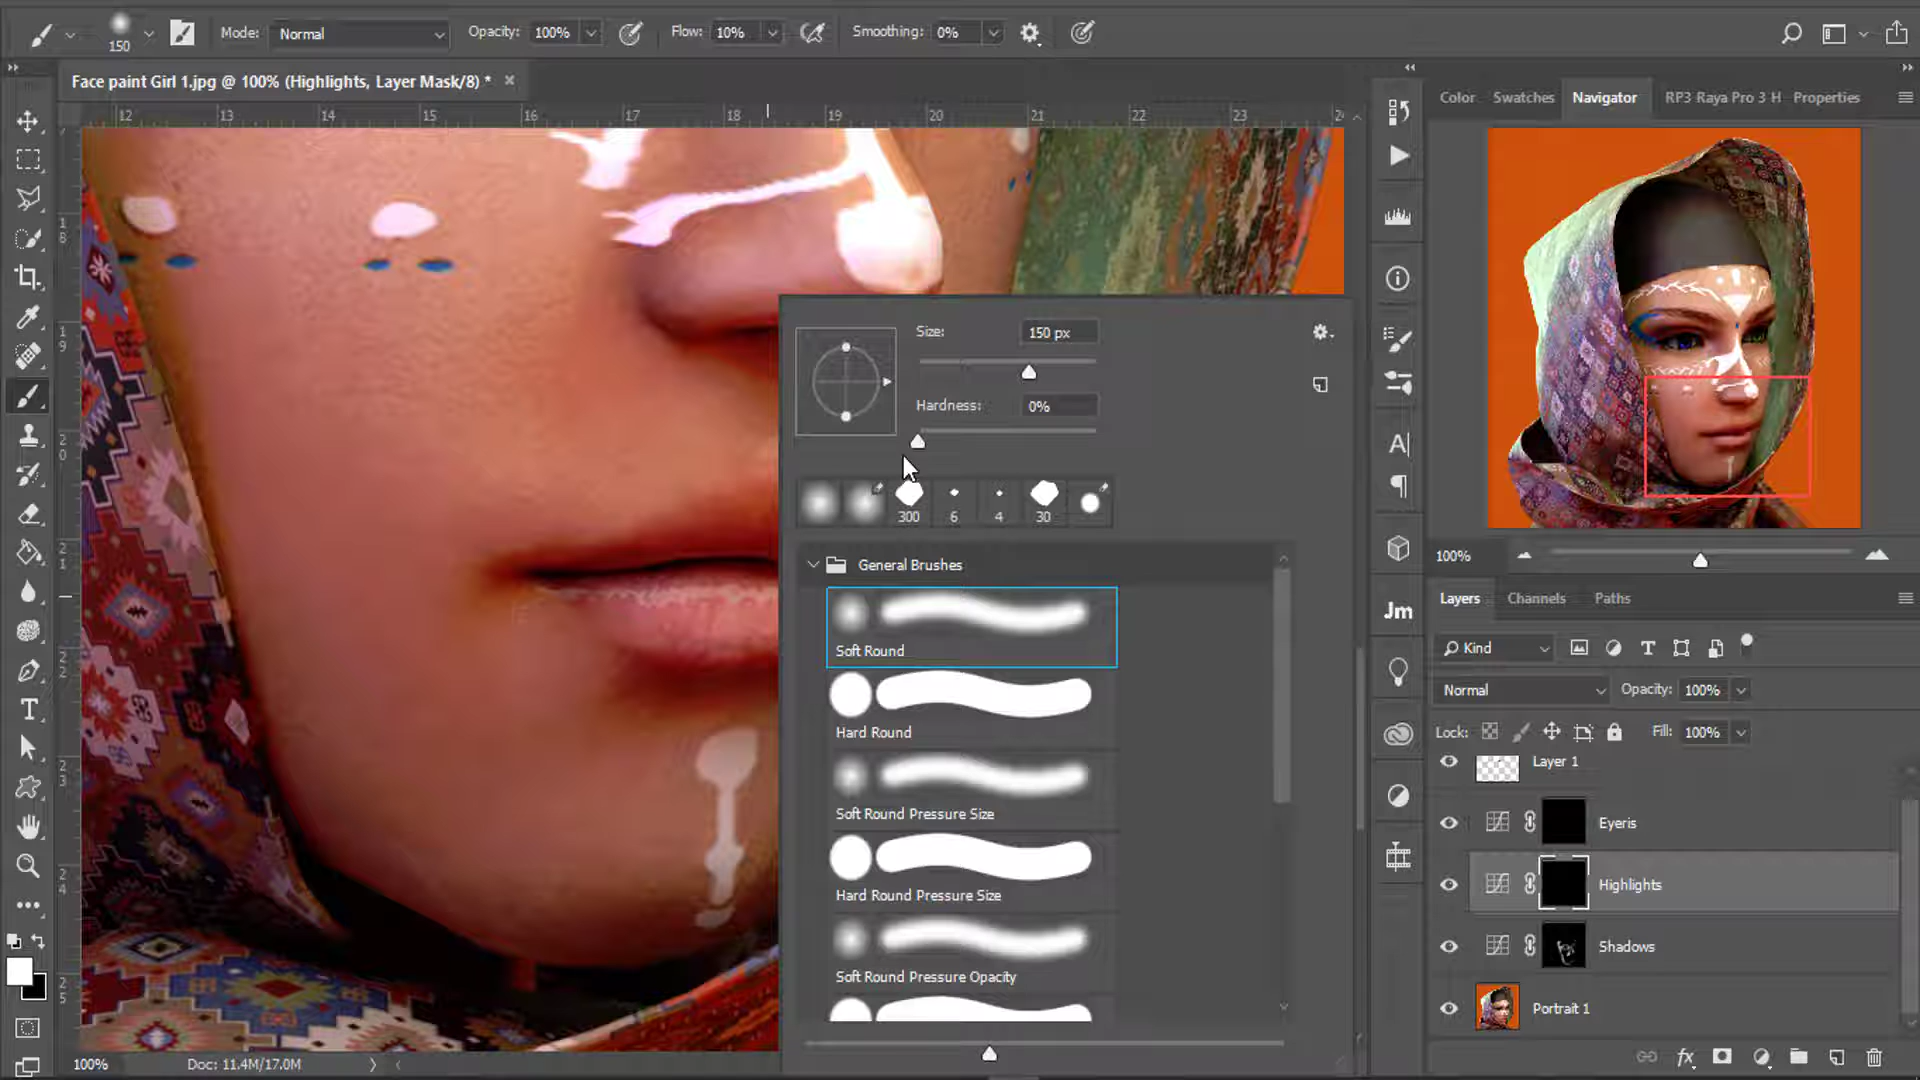 150
Mode: Normal
Opacity: 100%
Flow: 10%
Smoothing: 0%
Face paint Girl 1.jpg @ 100% (Highlights, Layer Mask/8) *
Color
Swatches
Navigator
RP3 Raya Pro 3 H
Properties
12 13 14 15 16 17 18 19 20 21 22 23
Size: 150 px
Hardness: 0%
300
6
4
30
General Brushes
Soft Round
Hard Round
Soft Round Pressure Size
Hard Round Pressure Size
Soft Round Pressure Opacity
100%
Layers
Channels
Paths
Kind
Normal
Opacity: 100%
Lock:
Fill: 100%
Layer 1
Eyeris
Highlights
Shadows
Portrait 1
Jm
100%
Doc: 11.4M/17.0M